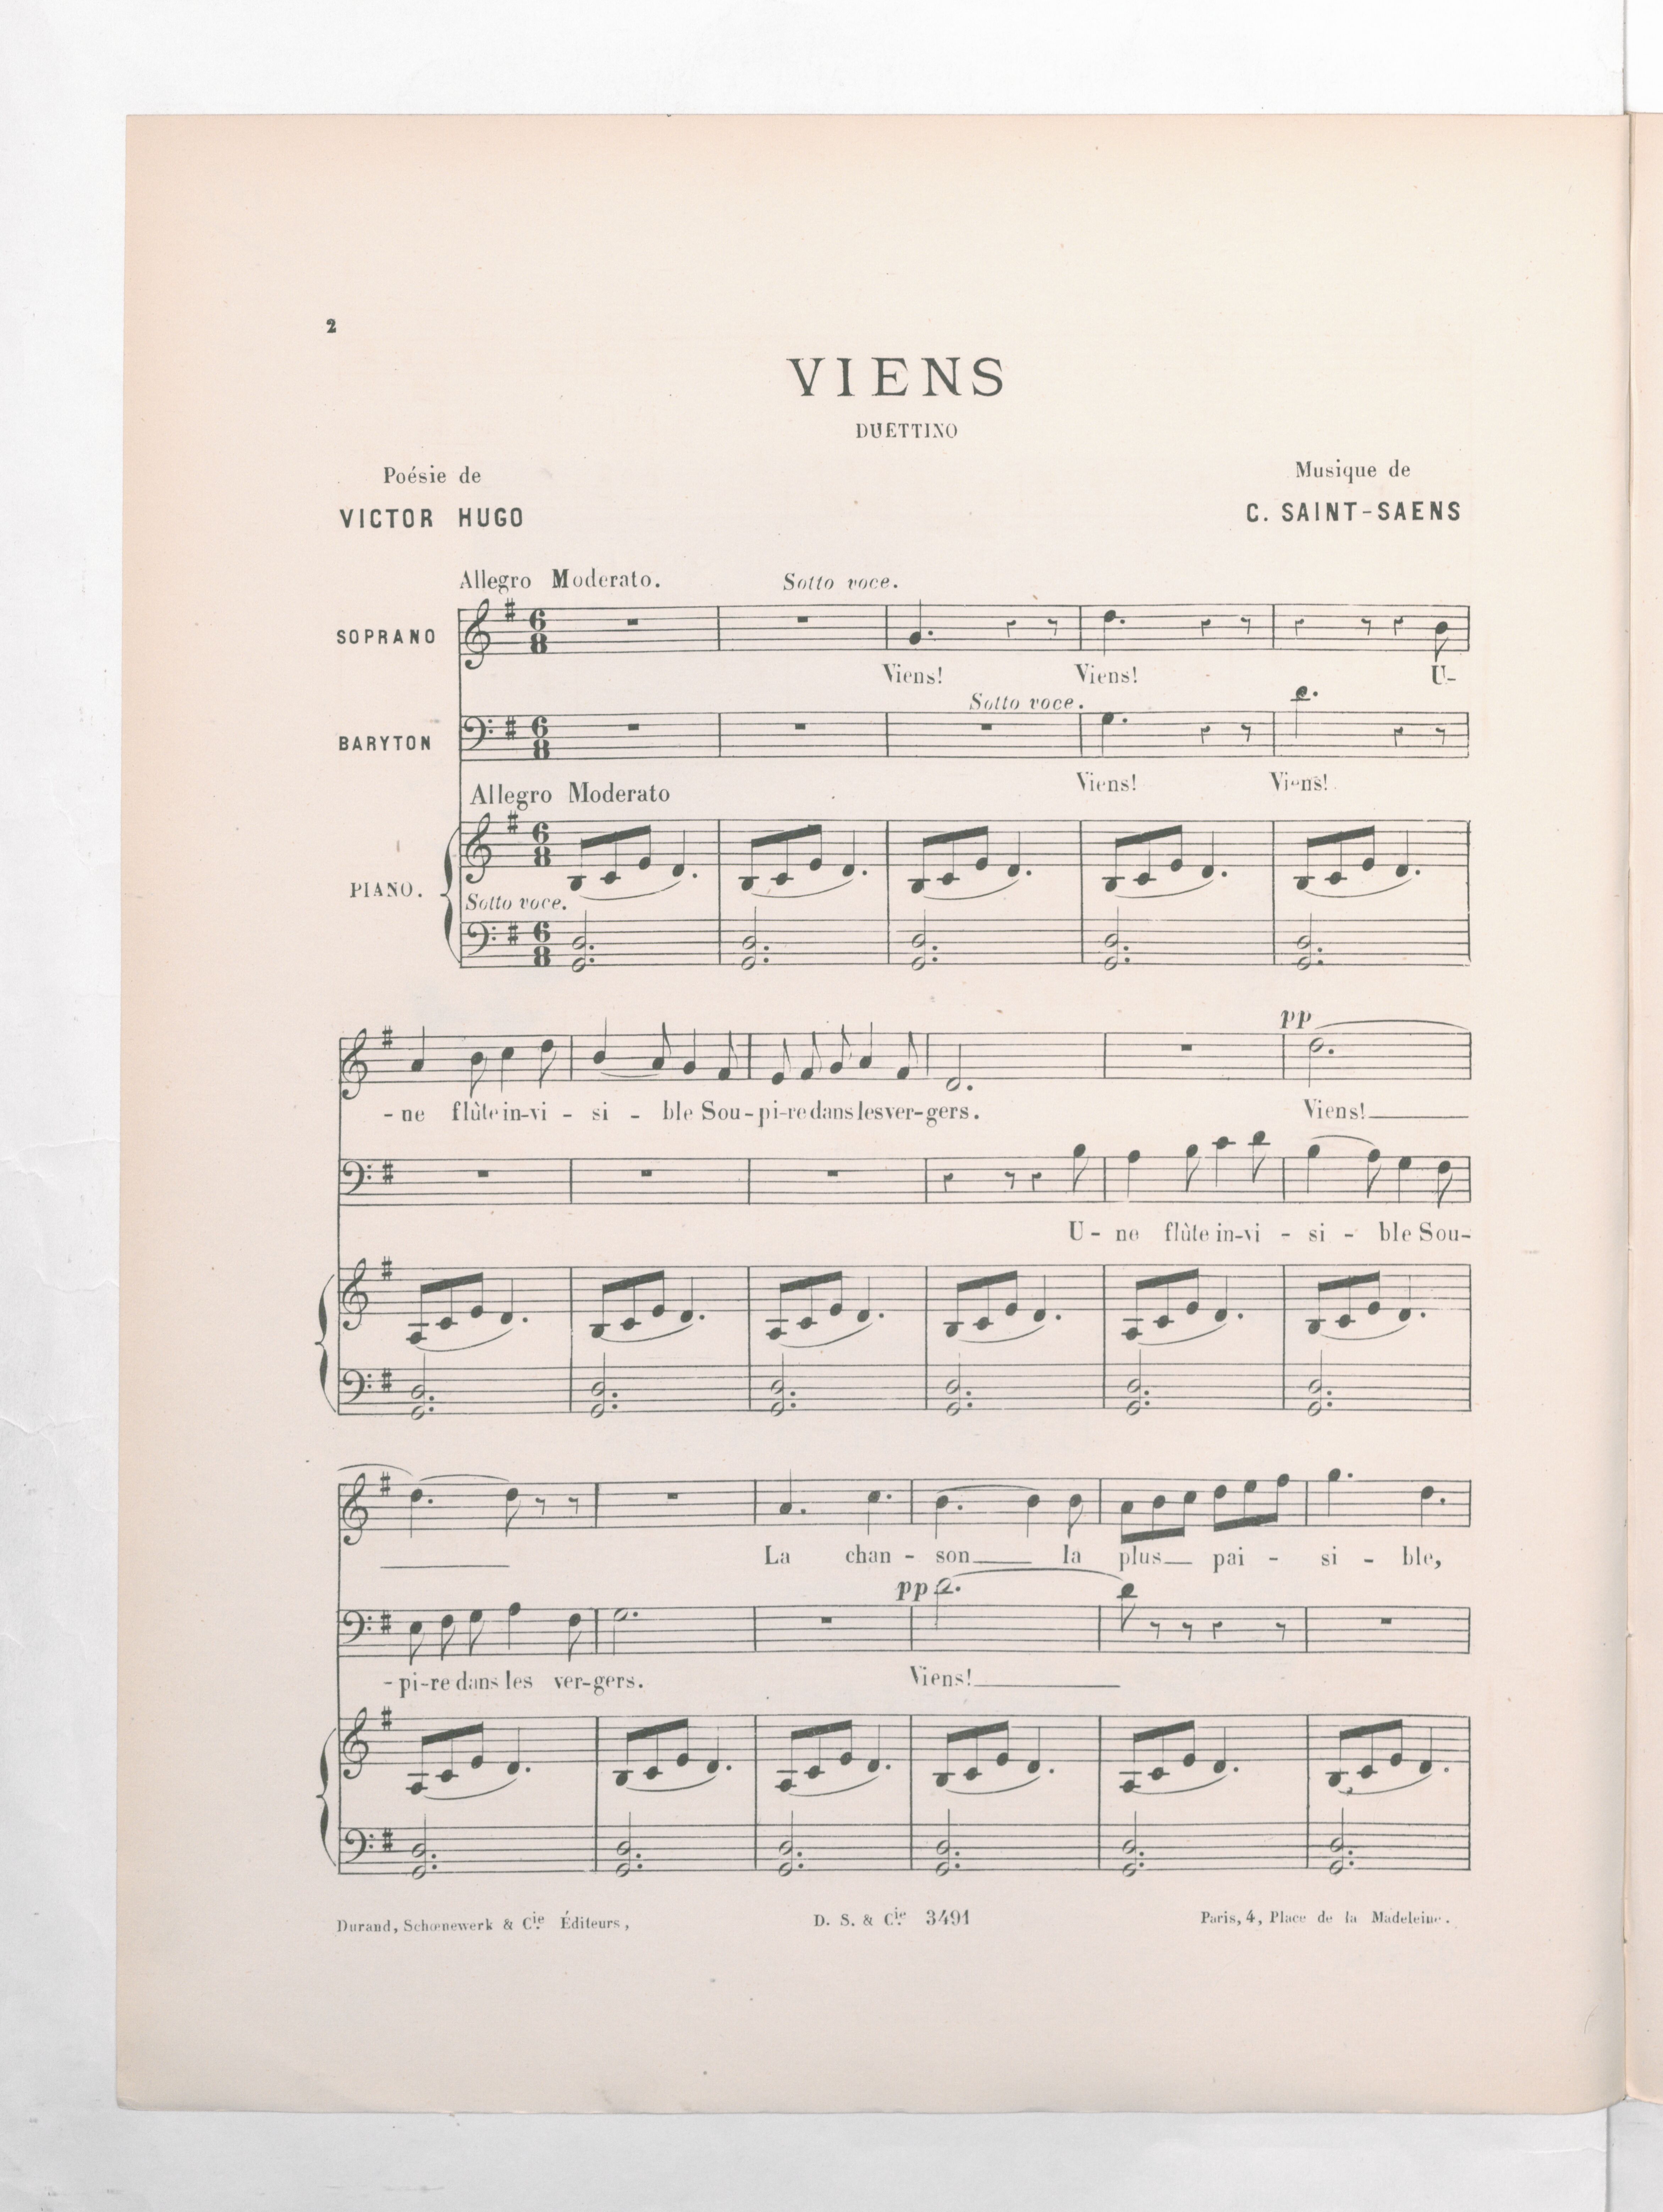 2
VIENS
DUETTINO
Poésie de
VICTOR HUGO
Musique de
C. SAINT-SAENS
Allegro Moderato.
Sotto voce.
SOPRANO
Viens! Viens! U-
Sotto voce.
BARYTON
Viens! Viens!
Allegro Moderato
PIANO.
Sotto voce.
pp
-ne flûte in-vi - si - ble Sou-pi-re dans les ver-gers. Viens!
U- ne flûte in-vi - si - ble Sou-
La chan - son la plus pai - si - ble,
pp
-pi-re dans les ver-gers. Viens!
Durand, Schœnewerk & Cie. Éditeurs,
D. S. & Cie. 3491
Paris, 4, Place de la Madeleine.